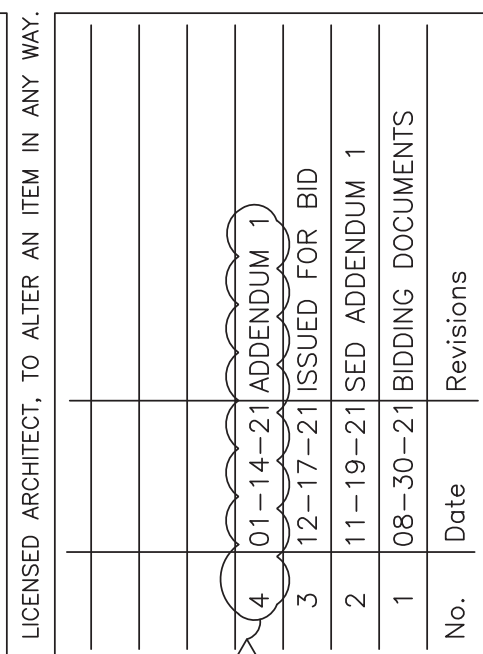 LICENSED ARCHITECT, TO ALTER AN ITEM IN ANY WAY.
4 01-14-21 ADDENDUM 1
3 12-17-21 ISSUED FOR BID
2 11-19-21 SED ADDENDUM 1
1 08-30-21 BIDDING DOCUMENTS
No. Date Revisions